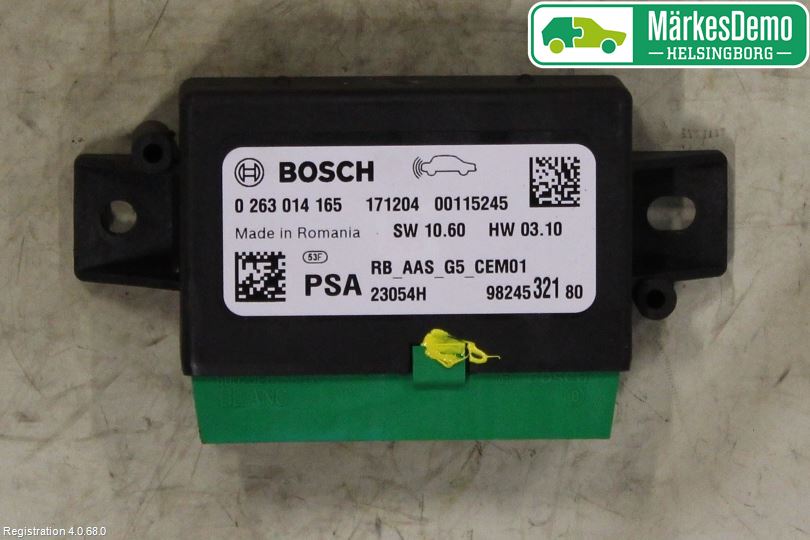 MärkesDemo
HELSINGBORG
BOSCH
0 263 014 165 171204 00115245
Made in Romania SW 10.60 HW 03.10
53F
PSA RB_AAS_G5_CEM01
23054H 98245 321 80
Registration 4.0.68.0